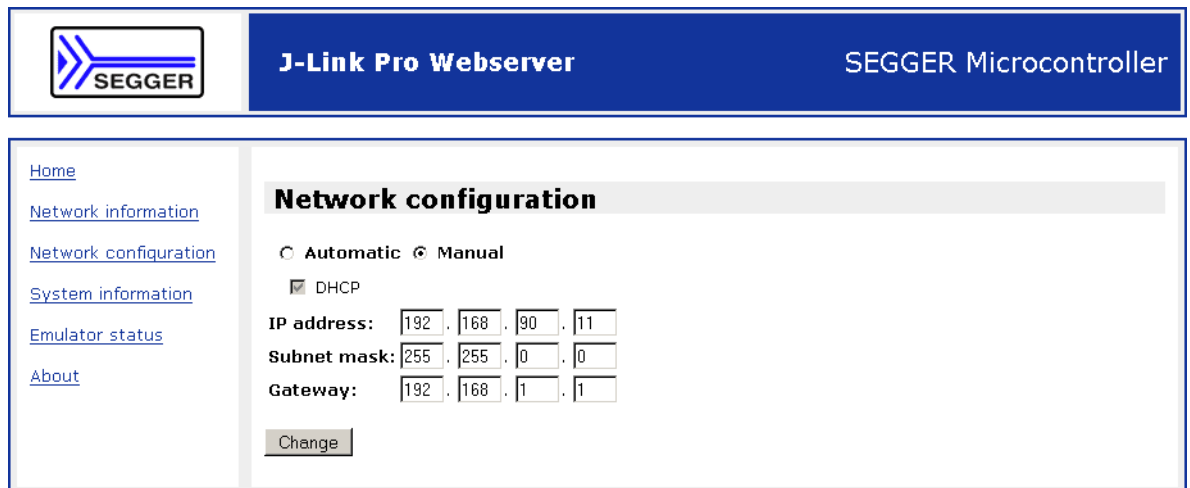 SEGGER
J-Link Pro Webserver
SEGGER Microcontroller
Home
Network information
Network configuration
System information
Emulator status
About
Network configuration
Automatic Manual
DHCP
IP address: 192 . 168 . 90 . 11
Subnet mask: 255 . 255 . 0 . 0
Gateway: 192 . 168 . 1 . 1
Change